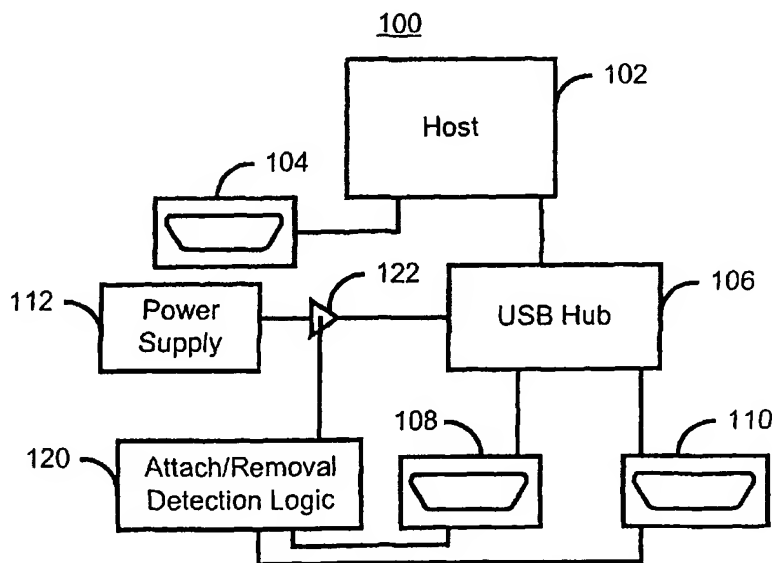 100
102
Host
104
122
112
Power
Supply
106
USB Hub
108
110
120
Attach/Removal
Detection Logic